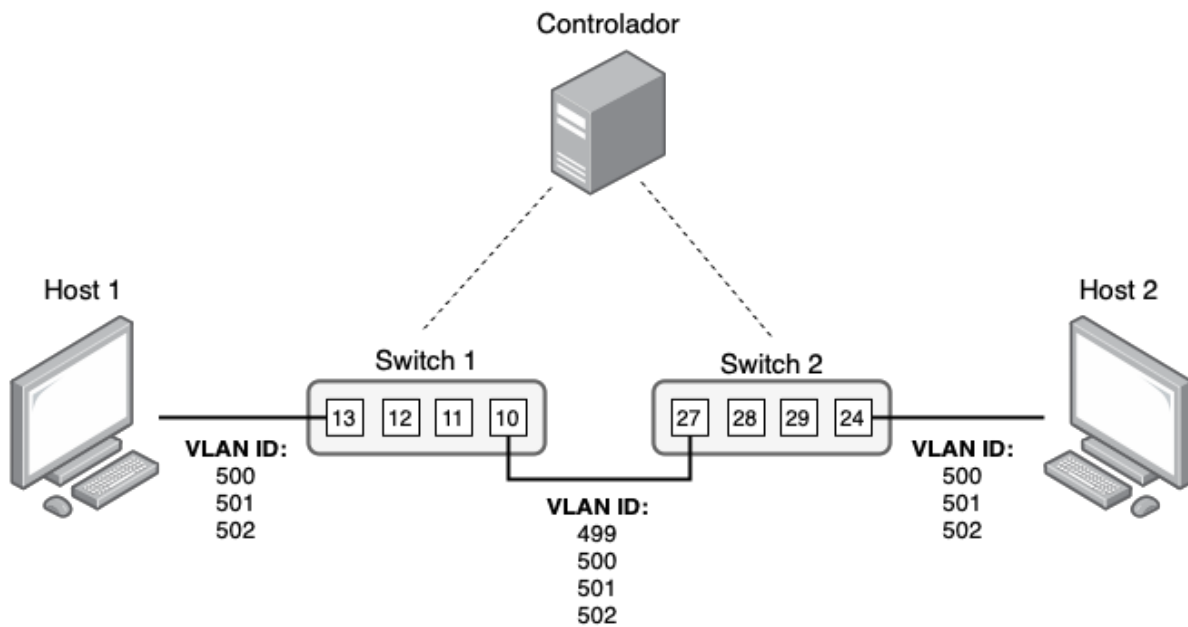 Controlador
Host 1
Host 2
Switch 1
Switch 2
13 12 11 10
27 28 29 24
VLAN ID:
500
501
502
VLAN ID:
499
500
501
502
VLAN ID:
500
501
502